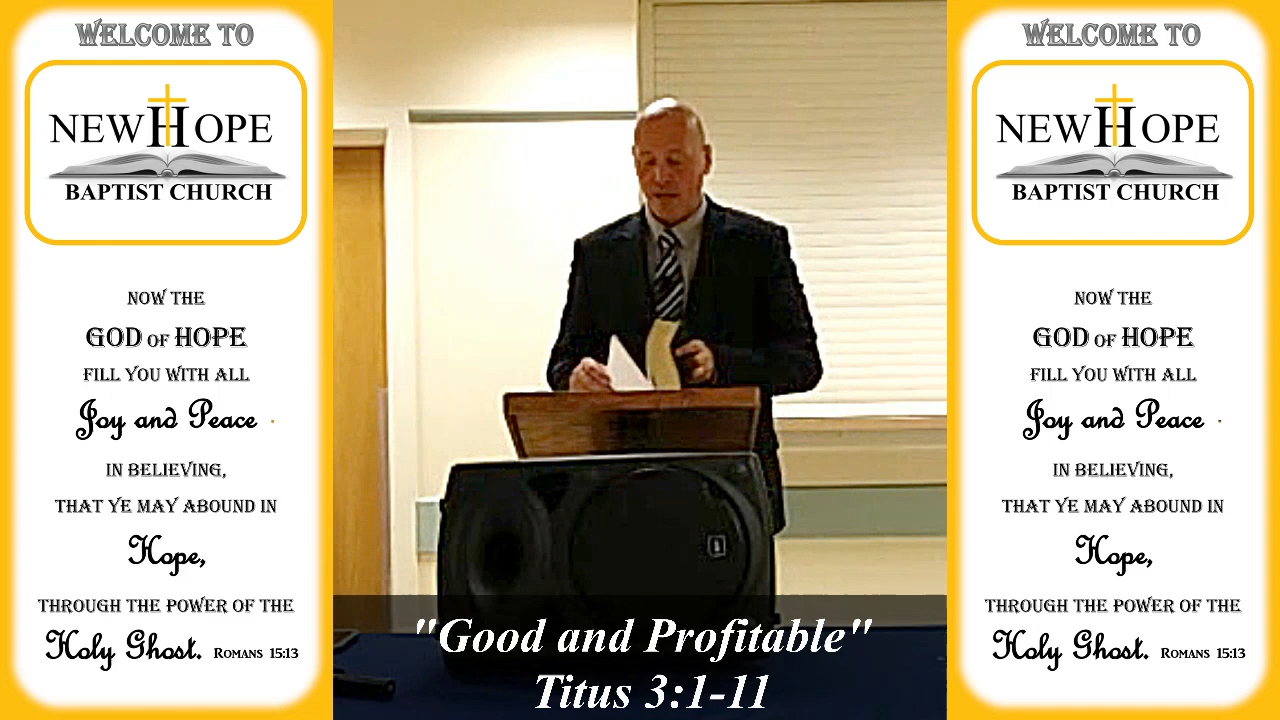 WELCOME TO
NEW HOPE
BAPTIST CHURCH
NOW THE
GOD OF HOPE
FILL YOU WITH ALL
Joy and Peace
IN BELIEVING,
THAT YE MAY ABOUND IN
Hope,
THROUGH THE POWER OF THE
Holy Ghost. ROMANS 15:13
"Good and Profitable"
Titus 3:1-11
WELCOME TO
NEW HOPE
BAPTIST CHURCH
NOW THE
GOD OF HOPE
FILL YOU WITH ALL
Joy and Peace
IN BELIEVING,
THAT YE MAY ABOUND IN
Hope,
THROUGH THE POWER OF THE
Holy Ghost. ROMANS 15:13